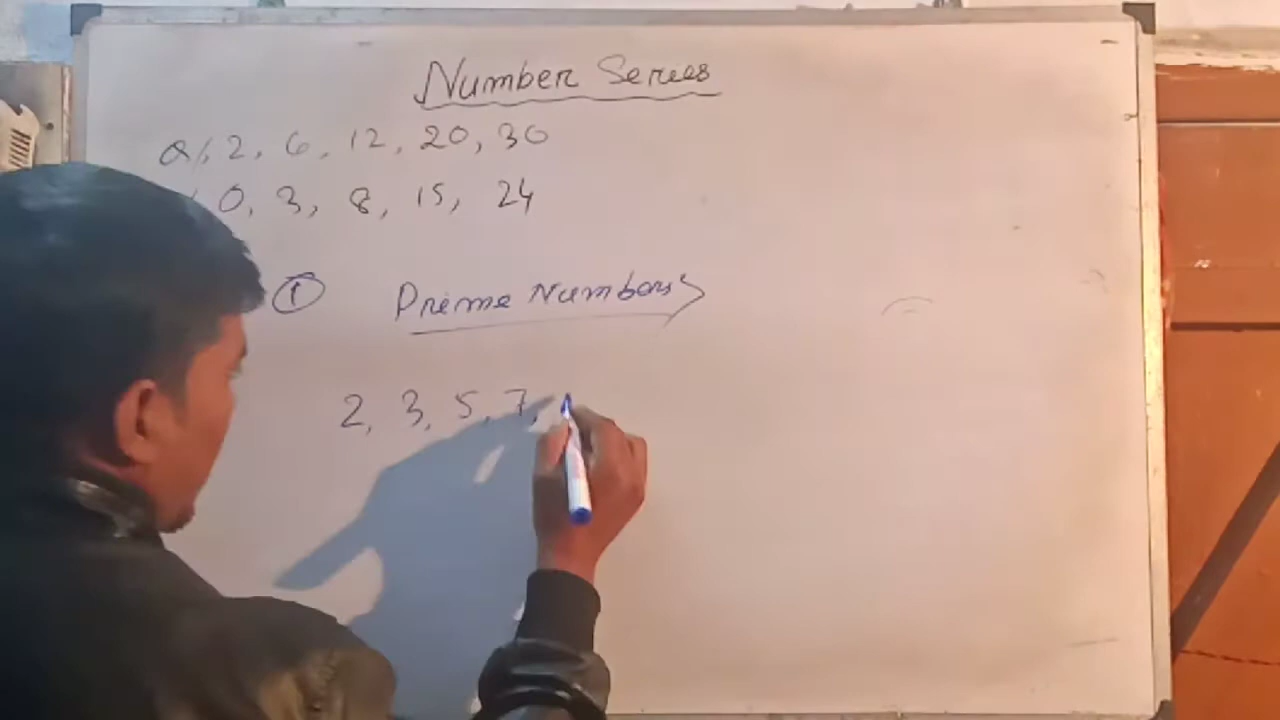 Number Series
Q/. 2, 6, 12, 20, 30
0, 3, 8, 15, 24
① Prime Numbers
2, 3, 5, 7,